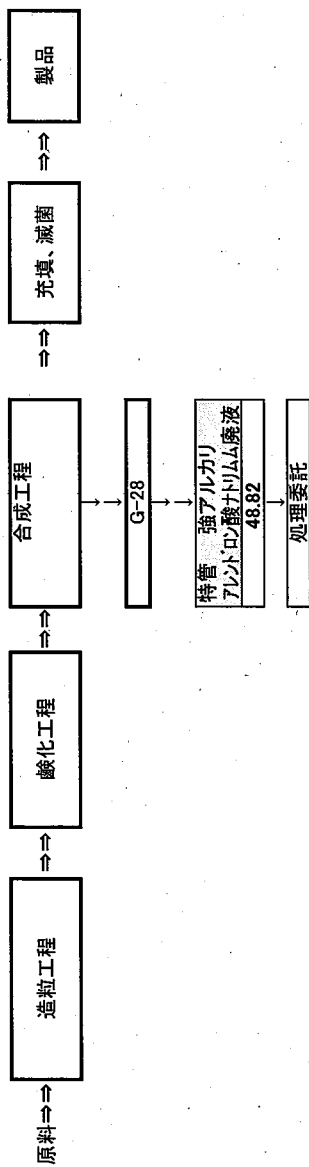 原料⇒⇒
造粒工程
⇒⇒
鹸化工程
⇒⇒
合成工程
⇒⇒
充填、滅菌
⇒⇒
製品
G-28
特管 強アルカリ
アレンドロン酸ナトリムム廃液
48.82
処理委託